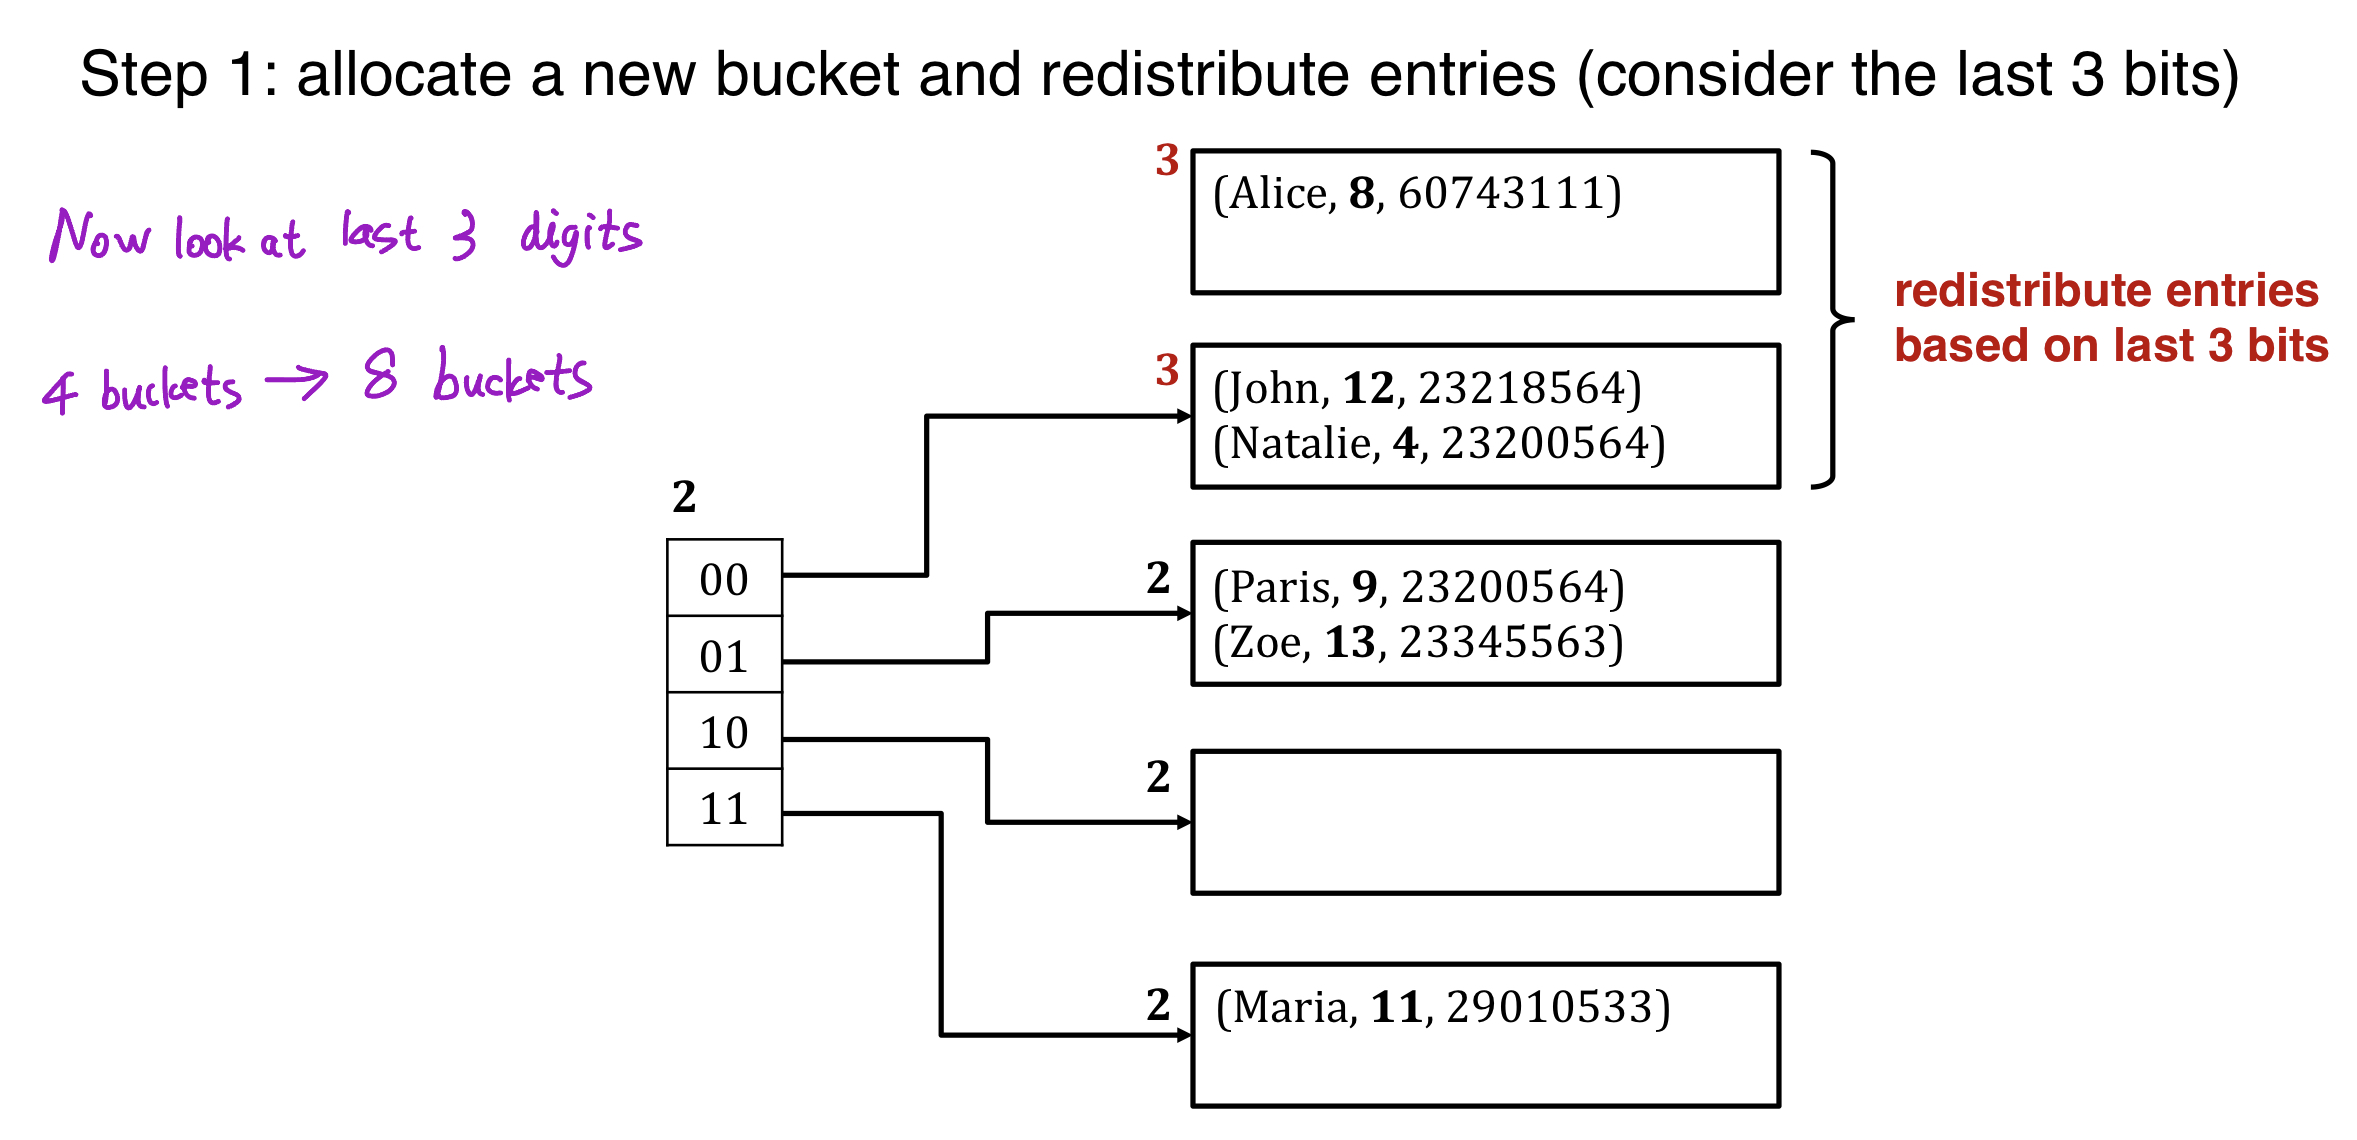 Step 1: allocate a new bucket and redistribute entries (consider the last 3 bits)
Now look at last 3 digits
4 buckets → 8 buckets
3
(Alice, 8, 60743111)
redistribute entries
based on last 3 bits
3
(John, 12, 23218564)
(Natalie, 4, 23200564)
2
00
01
10
11
2
(Paris, 9, 23200564)
(Zoe, 13, 23345563)
2
2
(Maria, 11, 29010533)